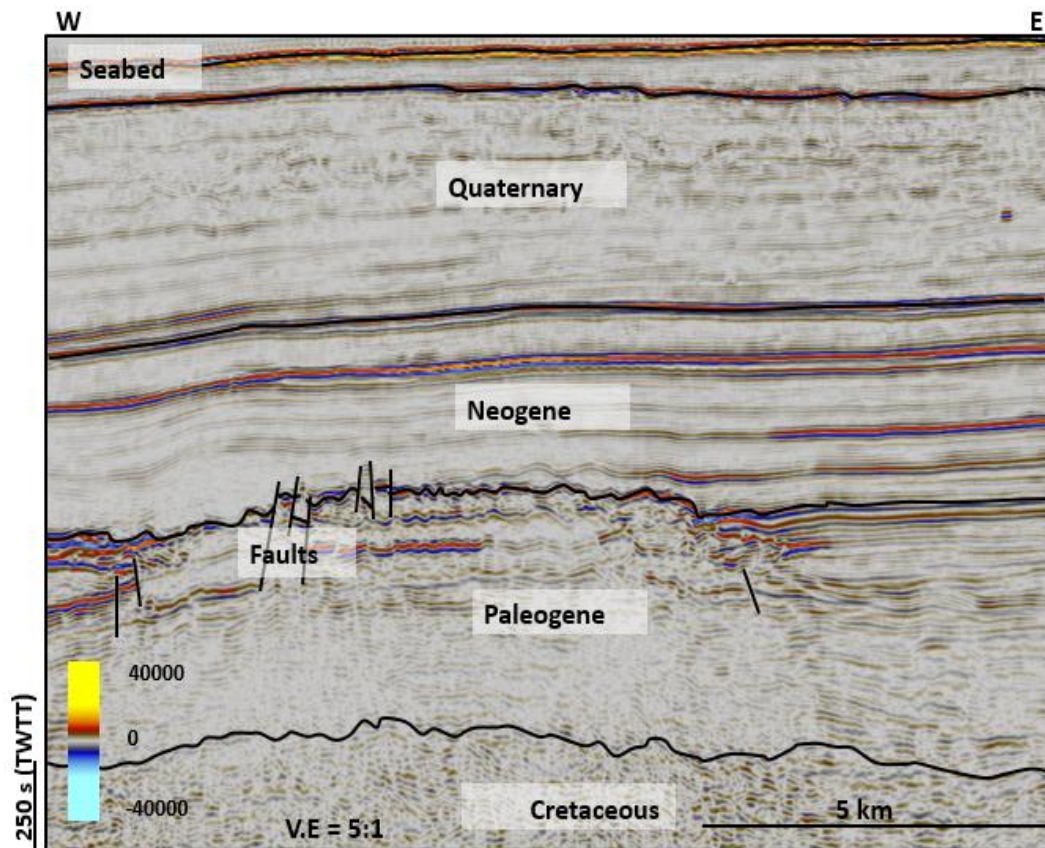 W
E
Seabed
Quaternary
Neogene
Faults
Paleogene
40000
0
-40000
250 s (TWTT)
Cretaceous
5 km
V.E = 5:1